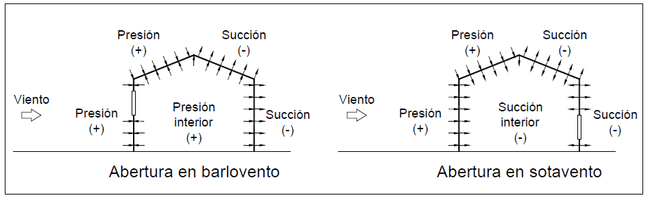 Presión
(+)
Succión
(-)
Viento
Presión
(+)
Presión
interior
(+)
Succión
(-)
Abertura en barlovento
Presión
(+)
Succión
(-)
Viento
Presión
(+)
Succión
interior
(-)
Succión
(-)
Abertura en sotavento